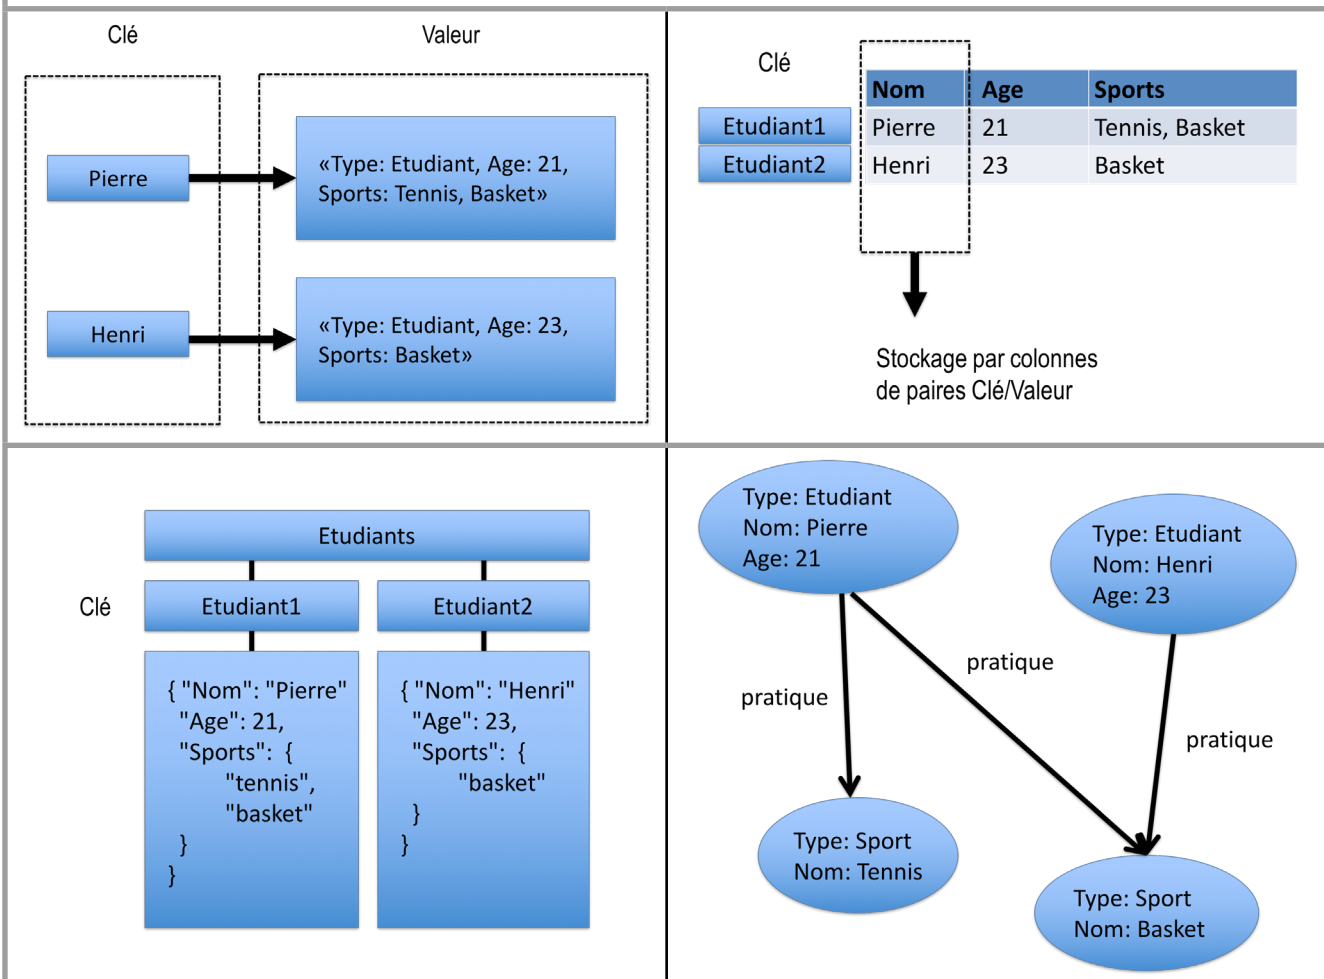 Clé
Valeur
Pierre
«Type: Etudiant, Age: 21,
Sports: Tennis, Basket»
Henri
«Type: Etudiant, Age: 23,
Sports: Basket»
Clé
Nom Age Sports
Etudiant1 Pierre 21 Tennis, Basket
Etudiant2 Henri 23 Basket
Stockage par colonnes
de paires Clé/Valeur
Etudiants
Clé
Etudiant1
Etudiant2
{ "Nom": "Pierre"
"Age": 21,
"Sports": {
"tennis",
"basket"
}
}
{ "Nom": "Henri"
"Age": 23,
"Sports": {
"basket"
}
}
Type: Etudiant
Nom: Pierre
Age: 21
Type: Etudiant
Nom: Henri
Age: 23
pratique
pratique
pratique
Type: Sport
Nom: Tennis
Type: Sport
Nom: Basket